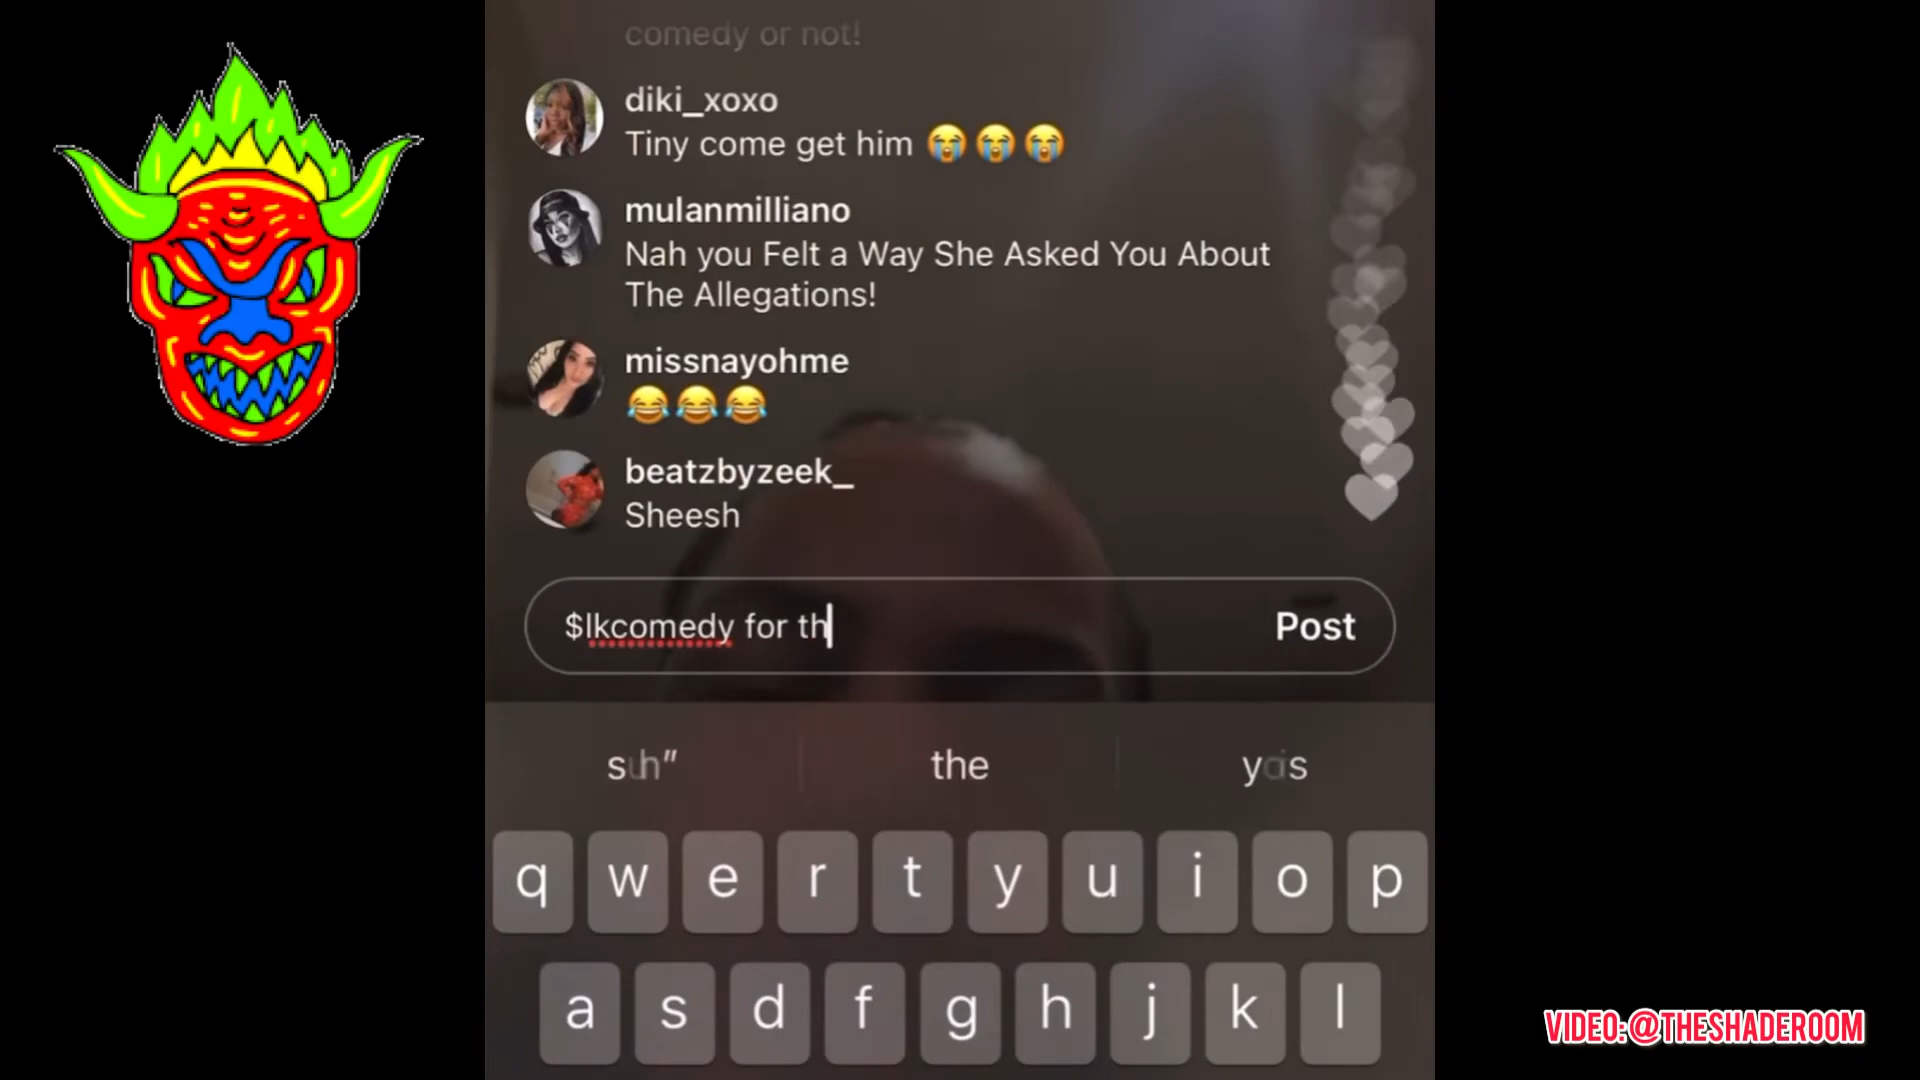 comedy or not!
diki_xoxo
Tiny come get him 😭😭😭
mulanmilliano
Nah you Felt a Way She Asked You About
The Allegations!
missnayohme
😂😂😂
beatzbyzeek_
Sheesh
$lkcomedy for th
Post
the
q w e r t y u i o p
a s d f g h j k l
VIDEO: @THESHADEROOM